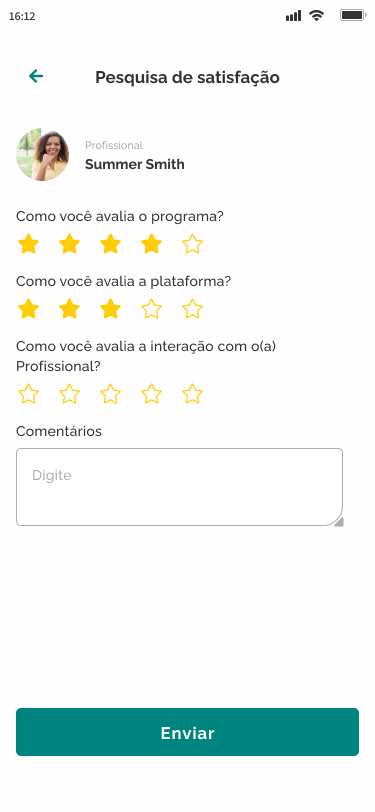 16:12
Pesquisa de satisfação
Profissional
Summer Smith
Como você avalia o programa?
Como você avalia a plataforma?
Como você avalia a interação com o(a)
Profissional?
Comentários
Digite
Enviar